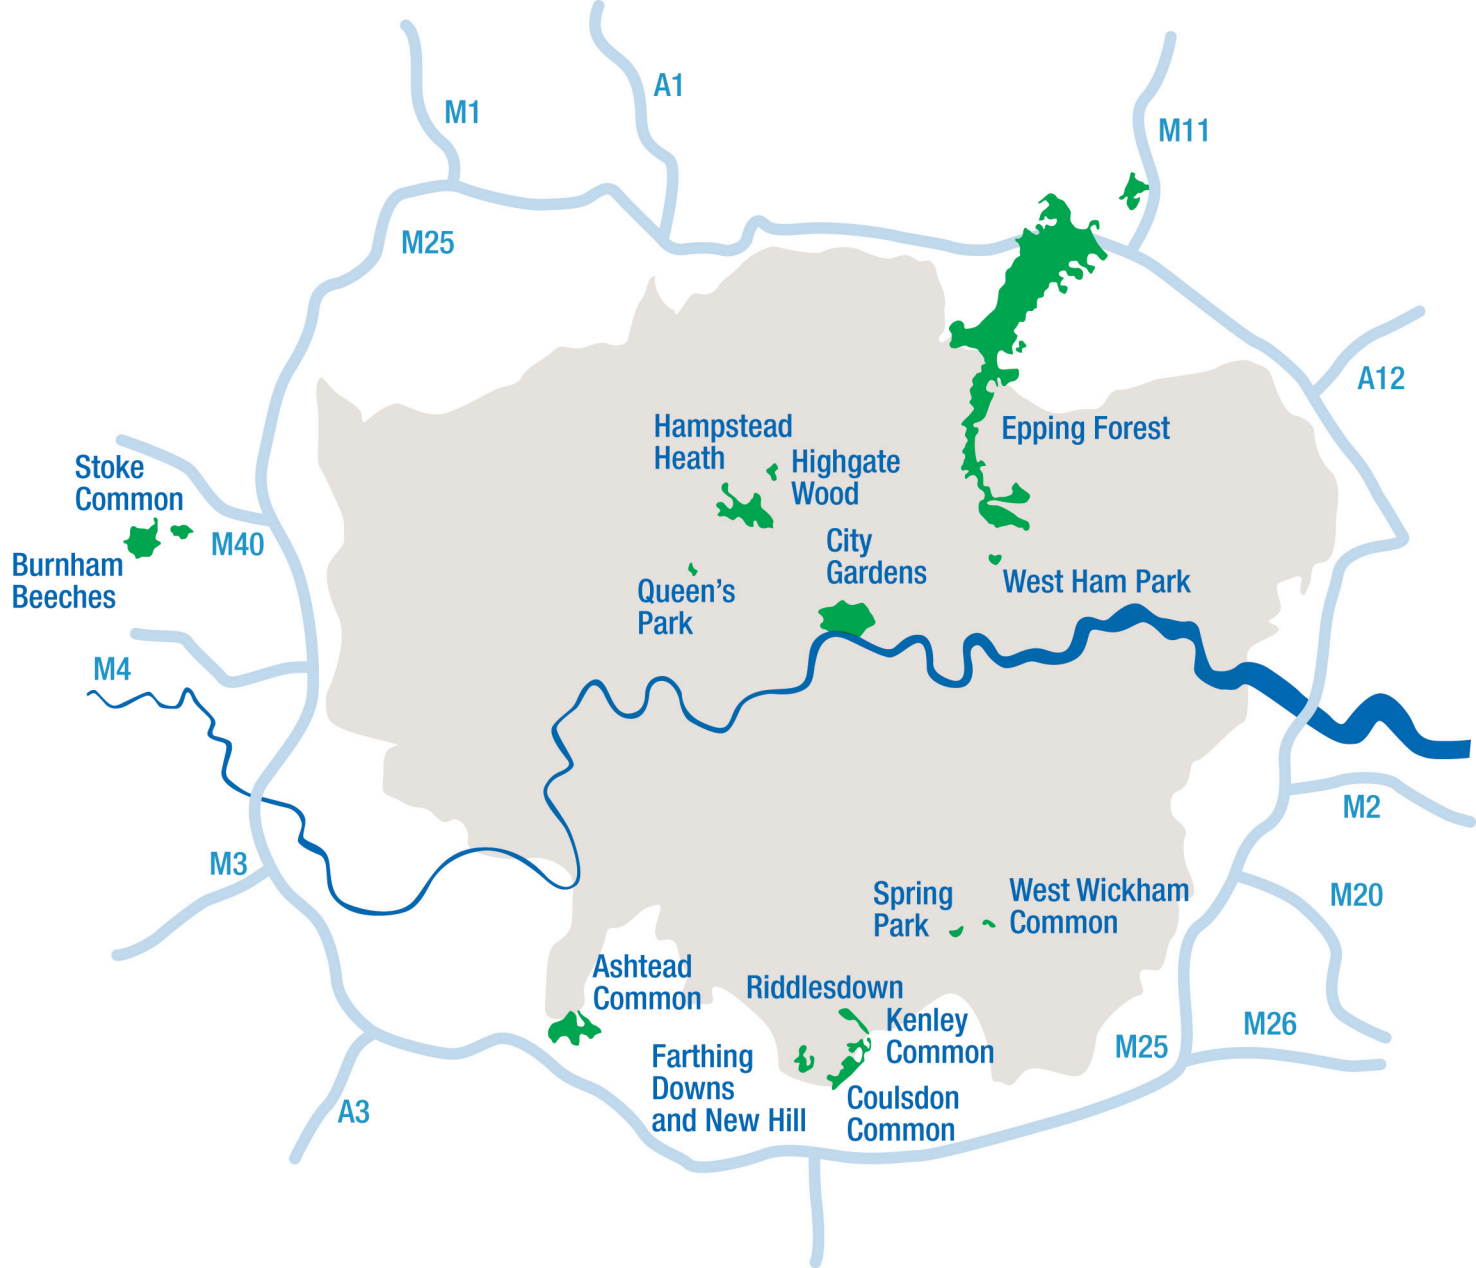 A1
M1
M11
M25
A12
Hampstead
Heath
Epping Forest
Highgate
Wood
Stoke
Common
M40
City
Gardens
Burnham
Beeches
Queen’s
Park
West Ham Park
M4
M2
M3
Spring
Park
West Wickham
Common
M20
Ashtead
Common
Riddlesdown
Kenley
Common
M26
M25
Farthing
Downs
and New Hill
Coulsdon
Common
A3